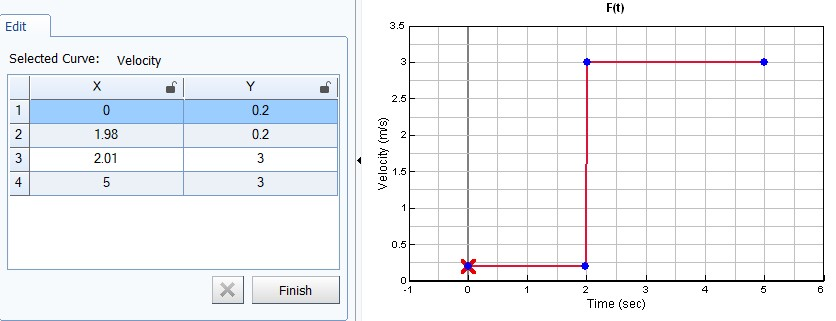 Edit
Selected Curve: Velocity
X Y
1 0 0.2
2 1.98 0.2
3 2.01 3
4 5 3
Finish
F(t)
3.5
3
2.5
2
1.5
1
0.5
0
Velocity (m/s)
-1 0 1 2 3 4 5 6
Time (sec)